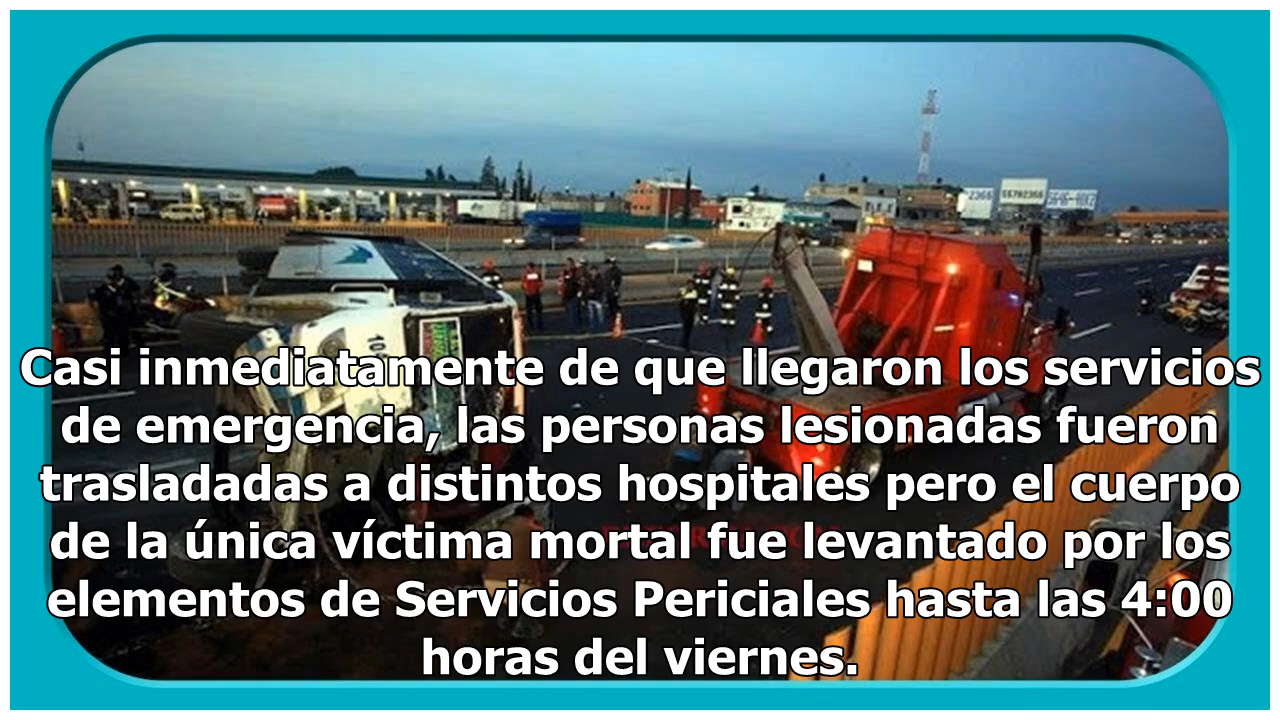 2366
55792366
Casi inmediatamente de que llegaron los servicios
de emergencia, las personas lesionadas fueron
trasladadas a distintos hospitales pero el cuerpo
de la única víctima mortal fue levantado por los
elementos de Servicios Periciales hasta las 4:00
horas del viernes.